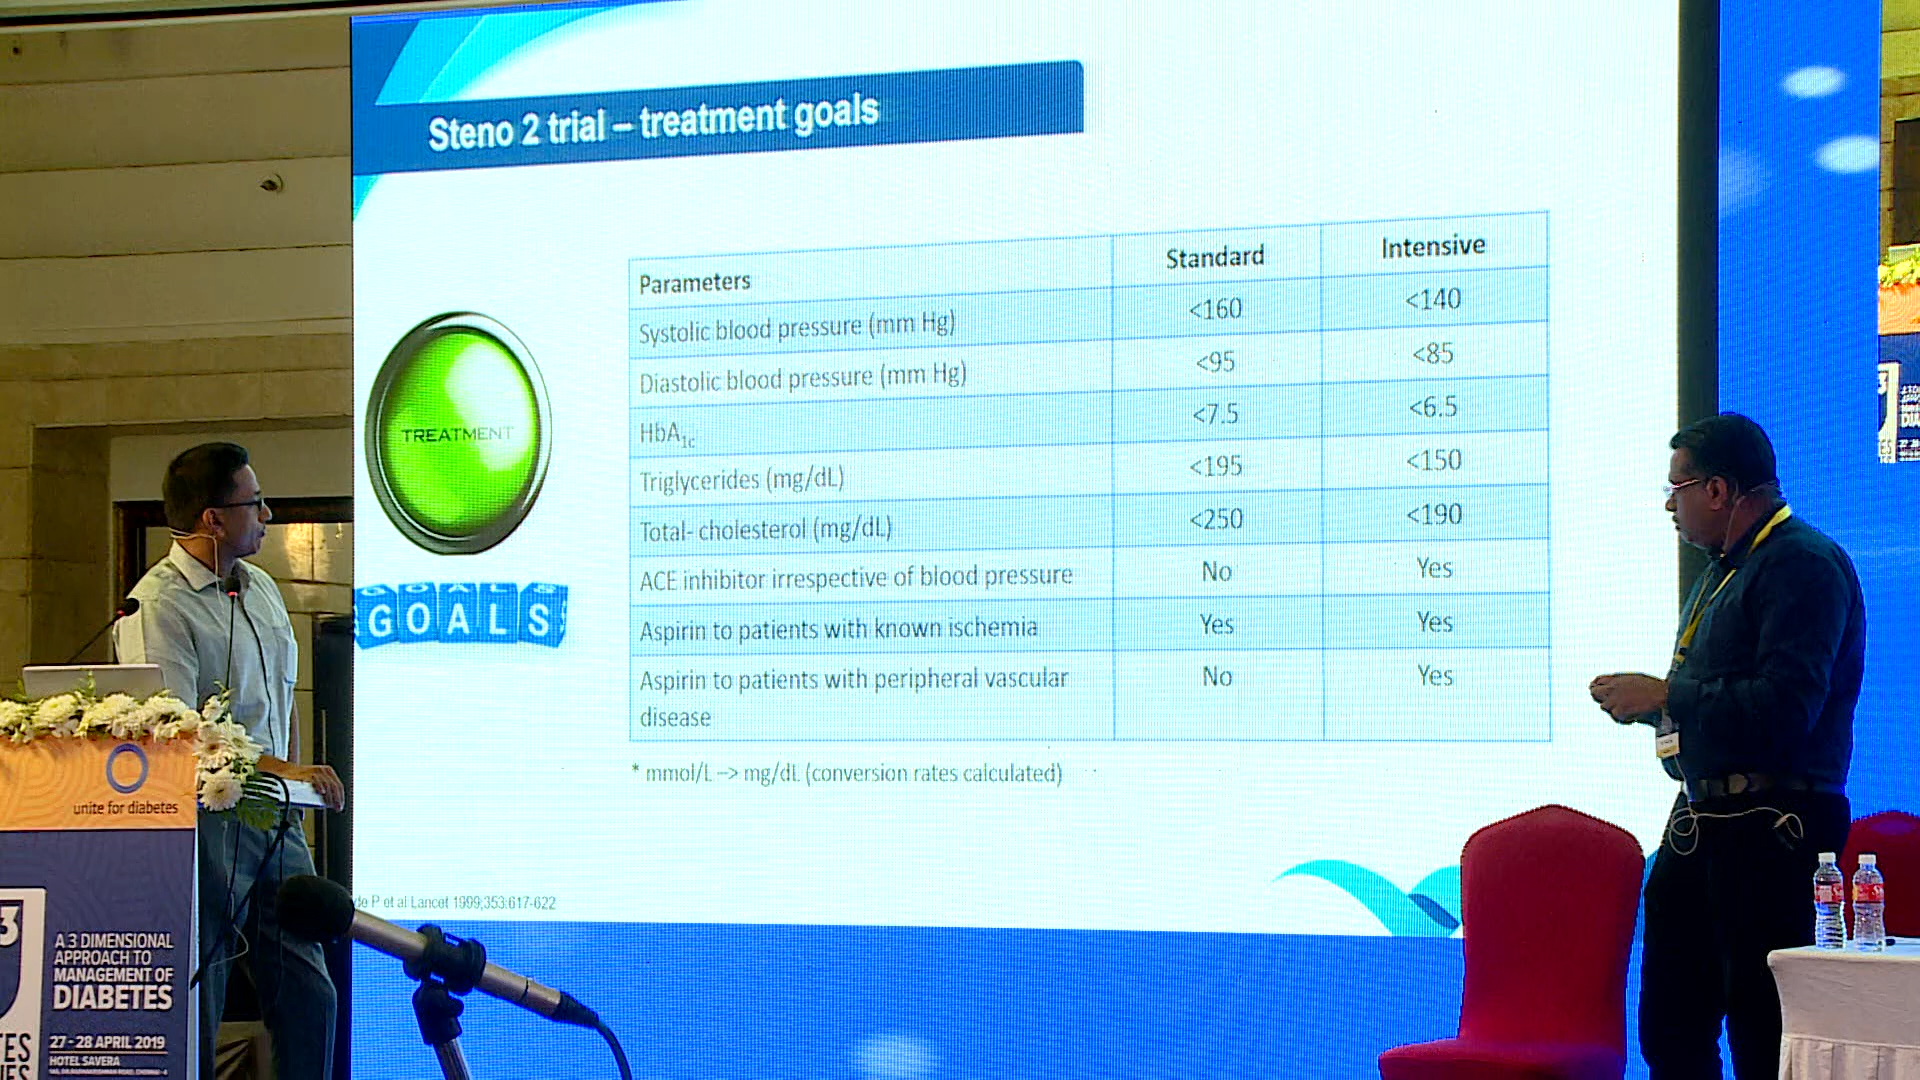 Steno 2 trial – treatment goals
Parameters Standard Intensive
Systolic blood pressure (mm Hg) <160 <140
Diastolic blood pressure (mm Hg) <95 <85
HbA1c <7.5 <6.5
Triglycerides (mg/dL) <195 <150
Total- cholesterol (mg/dL) <250 <190
ACE inhibitor irrespective of blood pressure No Yes
Aspirin to patients with known ischemia Yes Yes
Aspirin to patients with peripheral vascular disease No Yes
* mmol/L –> mg/dL (conversion rates calculated)
TREATMENT
GOALS
de P et al Lancet 1999;353:617-622
unite for diabetes
3
A 3 DIMENSIONAL
APPROACH TO
MANAGEMENT OF
DIABETES
27 - 28 APRIL 2019
HOTEL SAVERA